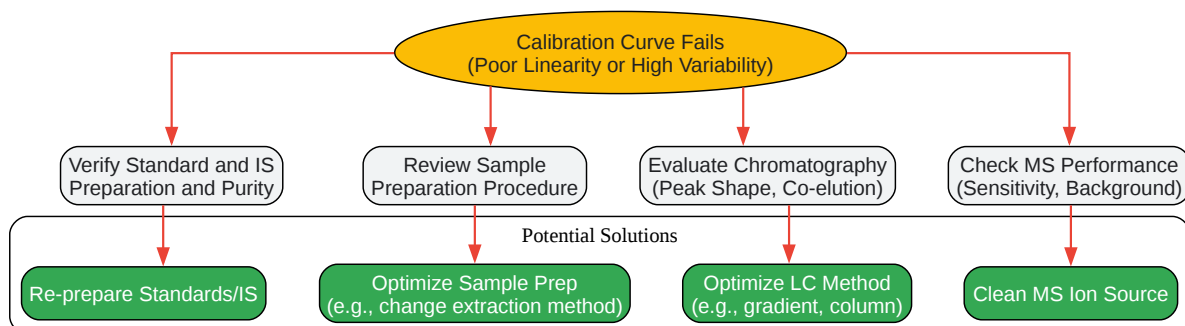 Calibration Curve Fails
(Poor Linearity or High Variability)
Verify Standard and IS
Preparation and Purity
Review Sample
Preparation Procedure
Evaluate Chromatography
(Peak Shape, Co-elution)
Check MS Performance
(Sensitivity, Background)
Potential Solutions
Re-prepare Standards/IS
Optimize Sample Prep
(e.g., change extraction method)
Optimize LC Method
(e.g., gradient, column)
Clean MS Ion Source